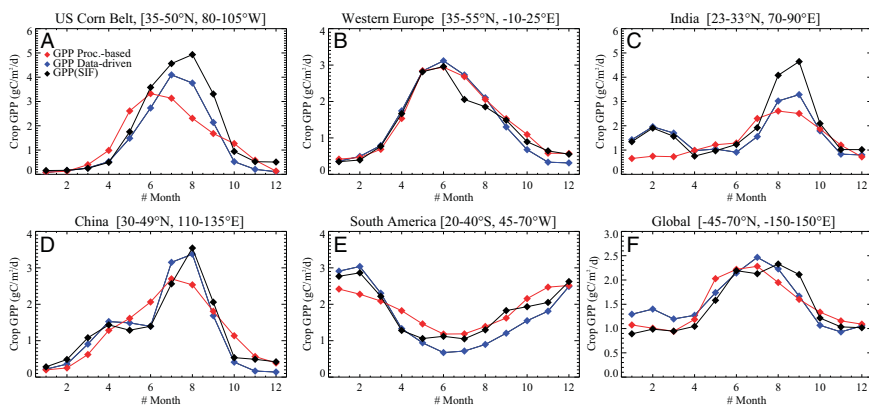 US Corn Belt, [35-50°N, 80-105°W]
A
GPP Proc.-based
GPP Data-driven
GPP(SIF)
Crop GPP (gC/m²/d)
6
5
4
3
2
1
0
2 4 6 8 10 12
# Month
Western Europe [35-55°N, -10-25°E]
B
Crop GPP (gC/m²/d)
4
3
2
1
0
2 4 6 8 10 12
# Month
India [23-33°N, 70-90°E]
C
Crop GPP (gC/m²/d)
6
5
4
3
2
1
0
2 4 6 8 10 12
# Month
China [30-49°N, 110-135°E]
D
Crop GPP (gC/m²/d)
4
3
2
1
0
2 4 6 8 10 12
# Month
South America [20-40°S, 45-70°W]
E
Crop GPP (gC/m²/d)
4
3
2
1
0
2 4 6 8 10 12
# Month
Global [-45-70°N, -150-150°E]
F
Crop GPP (gC/m²/d)
2.5
2.0
1.5
1.0
0.5
0.0
2 4 6 8 10 12
# Month